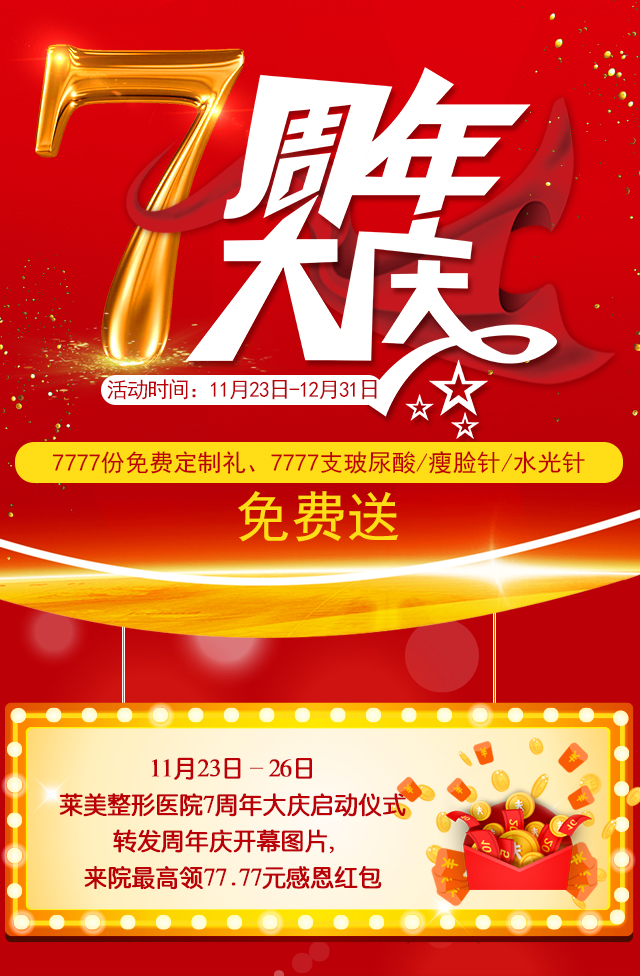 7周年
大庆
活动时间：11月23日-12月31日
7777份免费定制礼、7777支玻尿酸/瘦脸针/水光针
免费送
11月23日－26日
莱美整形医院7周年大庆启动仪式
转发周年庆开幕图片,
来院最高领77.77元感恩红包